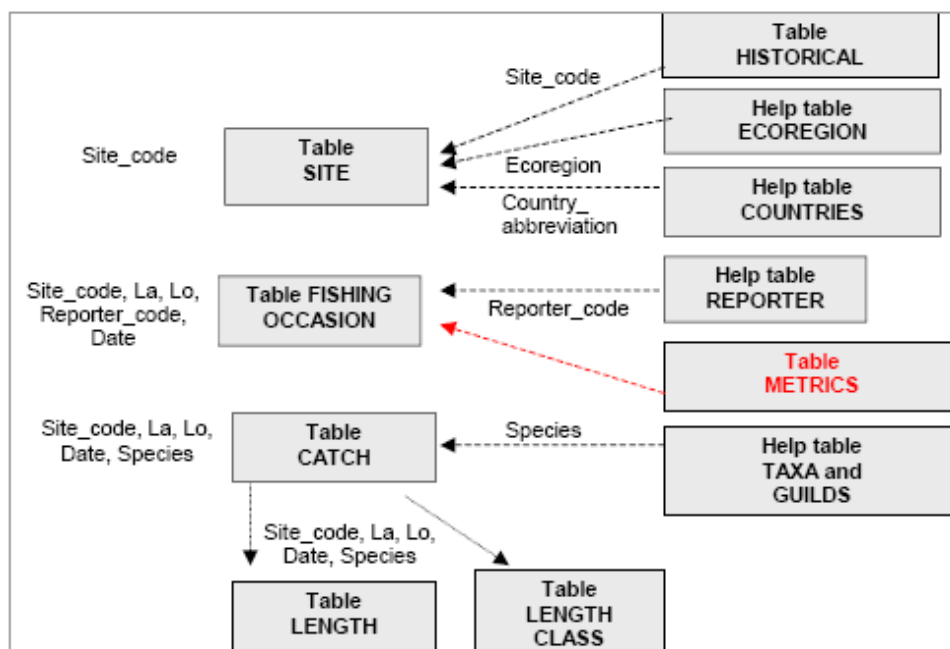 Table
HISTORICAL
Site_code
Help table
ECOREGION
Site_code
Table
SITE
Ecoregion
Country_
abbreviation
Help table
COUNTRIES
Site_code, La, Lo,
Reporter_code,
Date
Table FISHING
OCCASION
Reporter_code
Help table
REPORTER
Table
METRICS
Site_code, La, Lo,
Date, Species
Table
CATCH
Species
Help table
TAXA and
GUILDS
Site_code, La, Lo,
Date, Species
Table
LENGTH
Table
LENGTH
CLASS